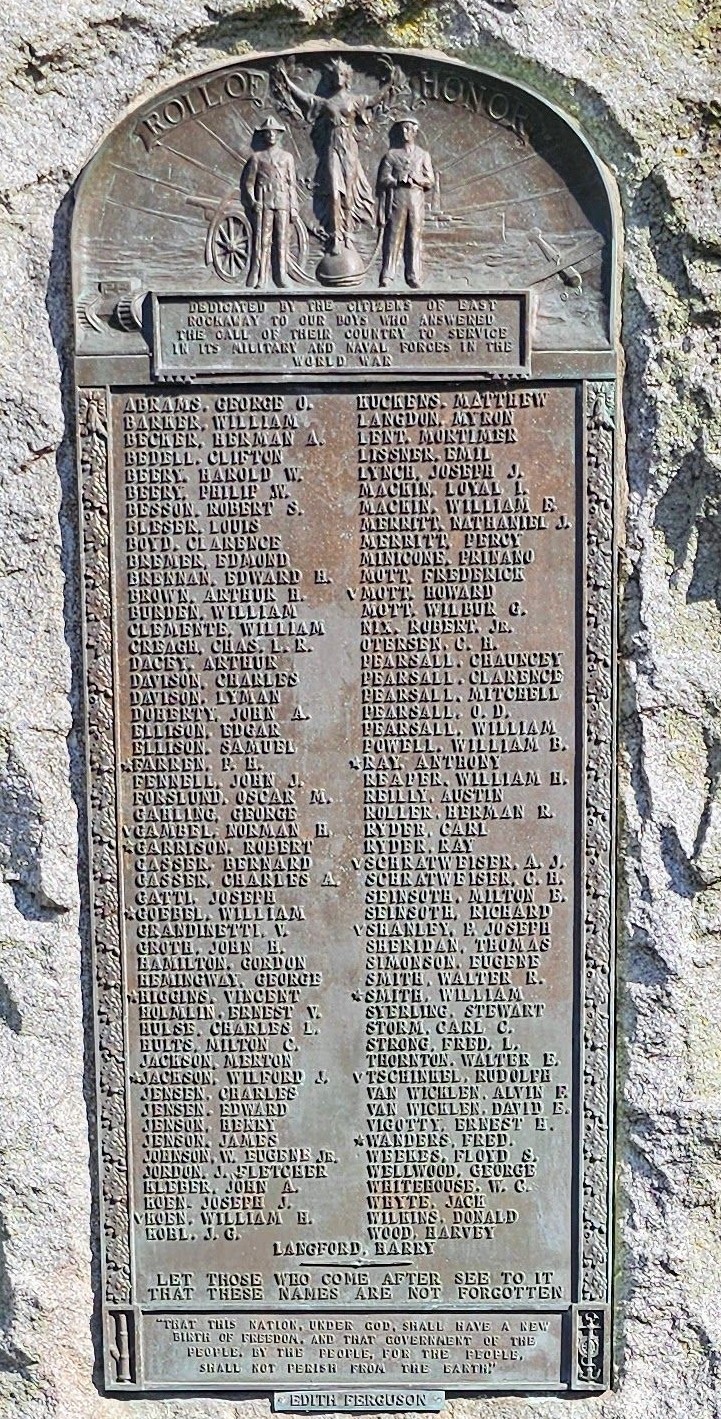 ROLL OF HONOR
DEDICATED BY THE CITIZENS OF EAST
ROCKAWAY TO OUR BOYS WHO ANSWERED
THE CALL OF THEIR COUNTRY TO SERVICE
IN ITS MILITARY AND NAVAL FORCES IN THE
WORLD WAR
ABRAMS, GEORGE O.
BARKER, WILLIAM
BECKER, HERMAN A.
BEDELL, CLIFTON
BEERY, HAROLD W.
BEERY, PHILIP W.
BESSON, ROBERT S.
BLESER, LOUIS
BOYD, CLARENCE
BREMER, EDMOND
BRENNAN, EDWARD H.
BROWN, ARTHUR H.
BURDEN, WILLIAM
CLEMENTE, WILLIAM
CREAGH, CHAS. L. R.
DACEY, ARTHUR
DAVISON, CHARLES
DAVISON, LYMAN
DOHERTY, JOHN A.
ELLISON, EDGAR
ELLISON, SAMUEL
★FARREN, P. H.
FENNELL, JOHN J.
FORSLUND, OSCAR M.
GAHLING, GEORGE
VGAMBEL, NORMAN H.
★GARRISON, ROBERT
GASSER, BERNARD
GASSER, CHARLES A.
GATTI, JOSEPH
★GOEBEL, WILLIAM
GRANDINETTI, V.
GROTH, JOHN H.
HAMILTON, GORDON
HEMINGWAY, GEORGE
★HIGGINS, VINCENT
HOLMLIN, ERNEST V.
HULSE, CHARLES L.
HULTS, MILTON C.
JACKSON, MERTON
★JACKSON, WILFORD J.
JENSEN, CHARLES
JENSEN, EDWARD
JENSON, HENRY
JENSON, JAMES
JOHNSON, W. EUGENE JR.
JORDON, J. FLETCHER
KLEBER, JOHN A.
KOEN, JOSEPH J.
VKOEN, WILLIAM H.
KOHL, J. G.
KUCKENS, MATTHEW
LANGDON, MYRON
LENT, MORTIMER
LISSNER, EMIL
LYNCH, JOSEPH J.
MACKIN, LOYAL I.
MACKIN, WILLIAM F.
MERRITT, NATHANIEL J.
MERRITT, PERCY
MINICONE, PRINANO
MOTT, FREDERICK
VMOTT, HOWARD
MOTT, WILBUR G.
NIX, ROBERT, JR.
OTERSEN, C. H.
PEARSALL, CHAUNCEY
PEARSALL, CLARENCE
PEARSALL, MITCHELL
PEARSALL, O. D.
PEARSALL, WILLIAM
POWELL, WILLIAM B.
★RAY, ANTHONY
REAPER, WILLIAM H.
REILLY, AUSTIN
ROLLER, HERMAN R.
RYDER, CARL
RYDER, RAY
VSCHRATWEISER, A. J.
SCHRATWEISER, C. H.
SEINSOTH, MILTON E.
SEINSOTH, RICHARD
VSHANLEY, P. JOSEPH
SHERIDAN, THOMAS
SIMONSON, EUGENE
SMITH, WALTER R.
★SMITH, WILLIAM
SYERLING, STEWART
STORM, CARL C.
STRONG, FRED. L.
THORNTON, WALTER E.
VTSCHINKEL, RUDOLPH
VAN WICKLEN, ALVIN F.
VAN WICKLEN, DAVID E.
VIGOTTY, ERNEST H.
★WANDERS, FRED.
WEEKES, FLOYD S.
WELLWOOD, GEORGE
WHITEHOUSE, W. C.
WHYTE, JACK
WILKINS, DONALD
WOOD, HARVEY
LANGFORD, HARRY
LET THOSE WHO COME AFTER SEE TO IT
THAT THESE NAMES ARE NOT FORGOTTEN
"THAT THIS NATION, UNDER GOD, SHALL HAVE A NEW
BIRTH OF FREEDOM, AND THAT GOVERNMENT OF THE
PEOPLE, BY THE PEOPLE, FOR THE PEOPLE,
SHALL NOT PERISH FROM THE EARTH."
EDITH FERGUSON